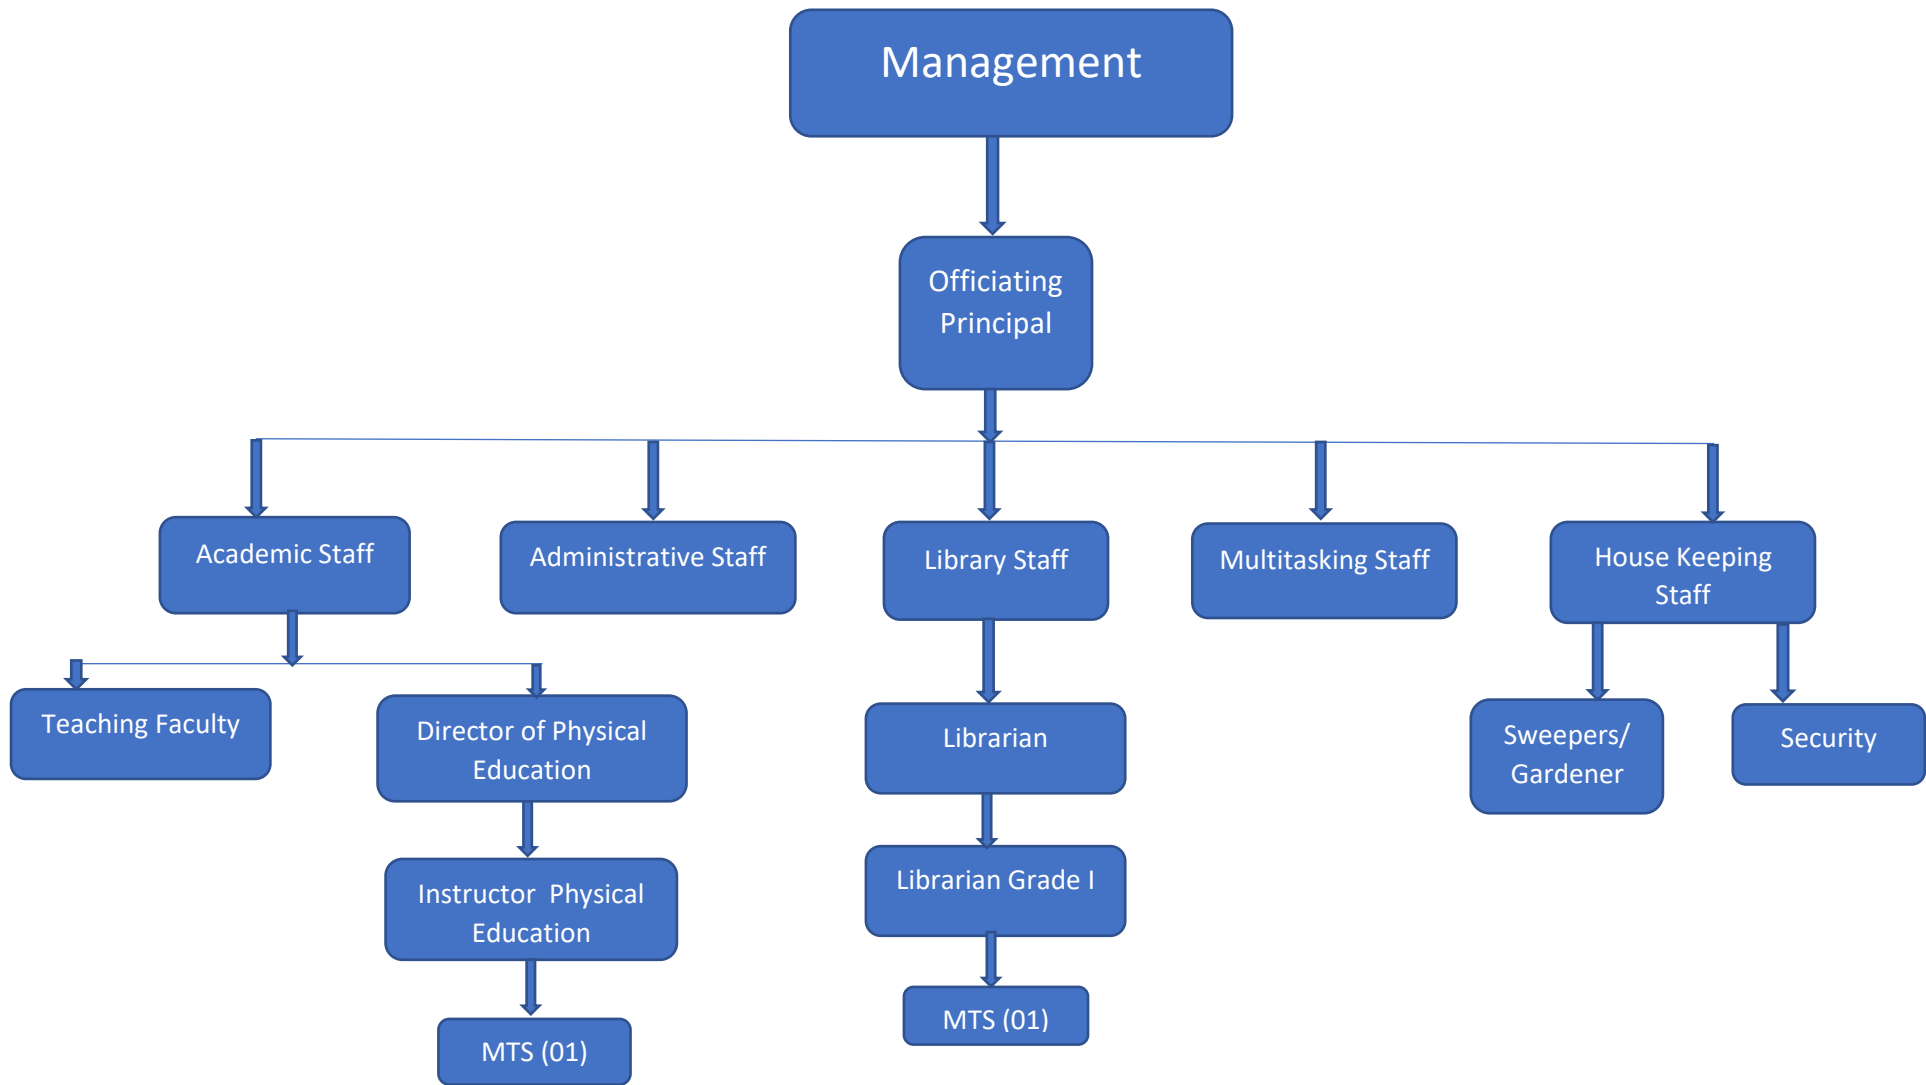 Management
Officiating
Principal
Academic Staff
Administrative Staff
Library Staff
Multitasking Staff
House Keeping
Staff
Teaching Faculty
Director of Physical
Education
Librarian
Sweepers/
Gardener
Security
Instructor  Physical
Education
Librarian Grade I
MTS (01)
MTS (01)